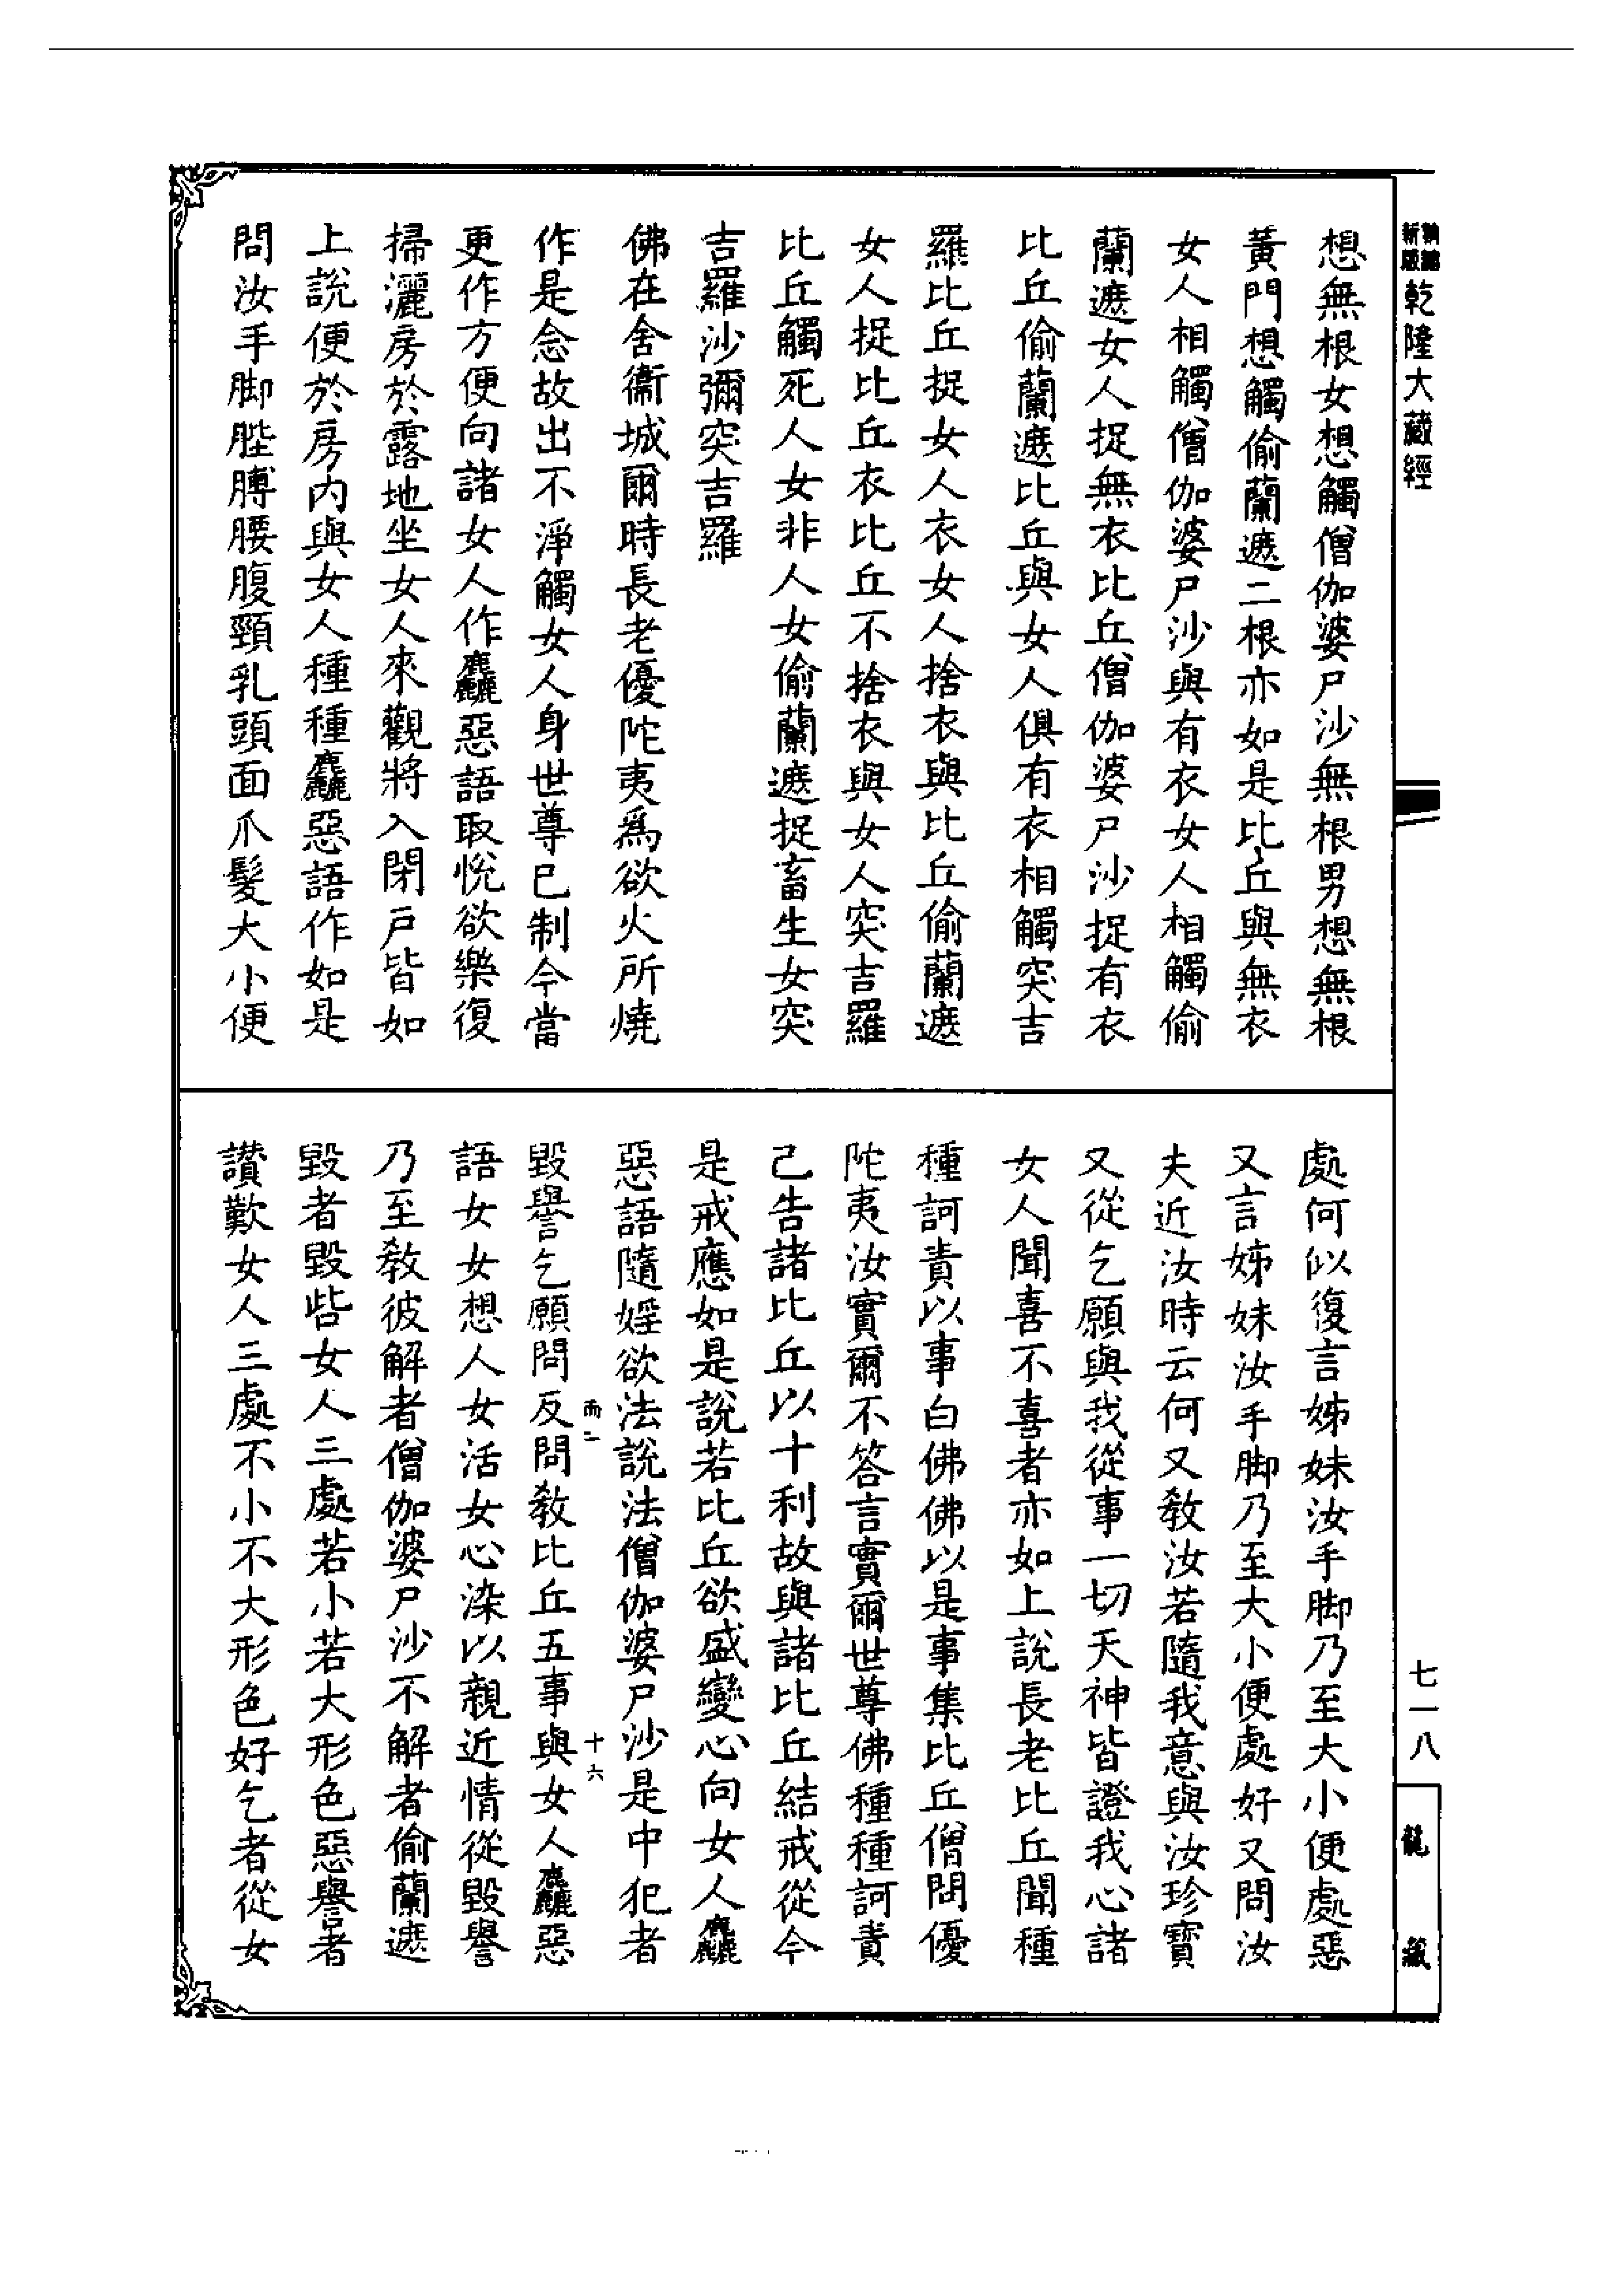 乾隆大藏經
想無根女想觸僧伽婆尸沙無根男想無根
黃門想觸偷蘭遮二根亦如是比丘與無衣
女人相觸僧伽婆尸沙與有衣女人相觸偷
蘭遮女人捉無衣比丘僧伽婆尸沙捉有衣
比丘偷蘭遮比丘與女人俱有衣相觸突吉
羅比丘捉女人衣女人捨衣與比丘偷蘭遮
女人捉比丘衣比丘不捨衣與女人突吉羅
比丘觸死人女非人女偷蘭遮捉畜生女突
吉羅沙彌突吉羅
佛在舍衞城爾時長老優陀夷爲欲火所燒
作是念故出不淨觸女人身世尊已制今當
更作方便向諸女人作麤惡語取悅欲樂復
掃灑房於露地坐女人來觀將入閉戶皆如
上說便於房內與女人種種麤惡語作如是
問汝手脚䏶膊腰腹頸乳頭面爪髮大小便
處何似復言姊妹汝手脚乃至大小便處惡
又言姊妹汝手脚乃至大小便處好又問汝
夫近汝時云何又教汝若隨我意與汝珍寶
又從乞願與我從事一切天神皆證我心諸
女人聞喜不喜者亦如上說長老比丘聞種
種訶責以事白佛佛以是事集比丘僧問優
陀夷汝實爾不答言實爾世尊佛種種訶責
已告諸比丘以十利故與諸比丘結戒從今
是戒應如是說若比丘欲盛變心向女人麤
惡語隨婬欲法說法僧伽婆尸沙是中犯者
毀譽乞願問反問教比丘五事與女人麤惡
語女女想人女活女心染以親近情從毀譽
乃至教彼解者僧伽婆尸沙不解者偷蘭遮
毀者毀呰女人三處若小若大形色惡譽者
讚歎女人三處不小不大形色好乞者從女
十六
七一八
龍藏